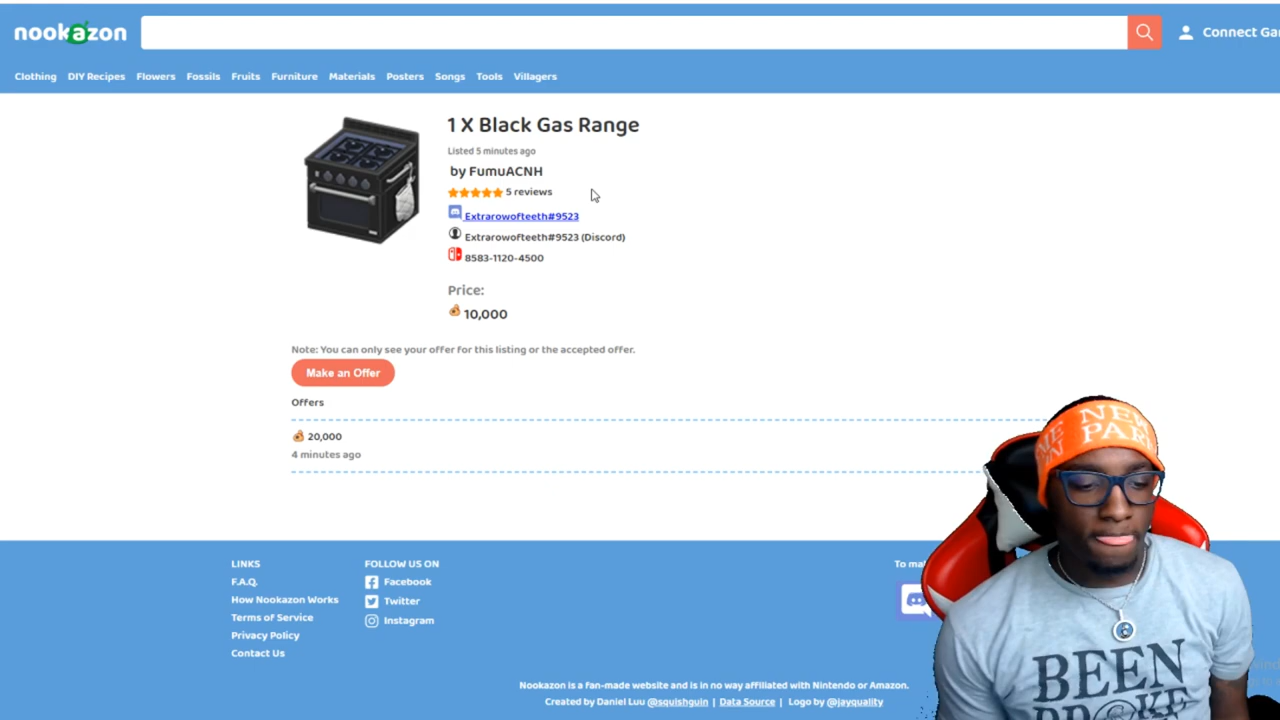 nookazon
Connect Ga
Clothing DIY Recipes Flowers Fossils Fruits Furniture Materials Posters Songs Tools Villagers
1 X Black Gas Range
Listed 5 minutes ago
by FumuACNH
5 reviews
Extrarowofteeth#9523
Extrarowofteeth#9523 (Discord)
8583-1120-4500
Price:
10,000
Note: You can only see your offer for this listing or the accepted offer.
Make an Offer
Offers
20,000
4 minutes ago
NEW
PAR
LINKS
F.A.Q.
How Nookazon Works
Terms of Service
Privacy Policy
Contact Us
FOLLOW US ON
Facebook
Twitter
Instagram
To ma
BEEN
BROKE
Nookazon is a fan-made website and is in no way affiliated with Nintendo or Amazon.
Created by Daniel Luu @squishguin | Data Source | Logo by @jayquality